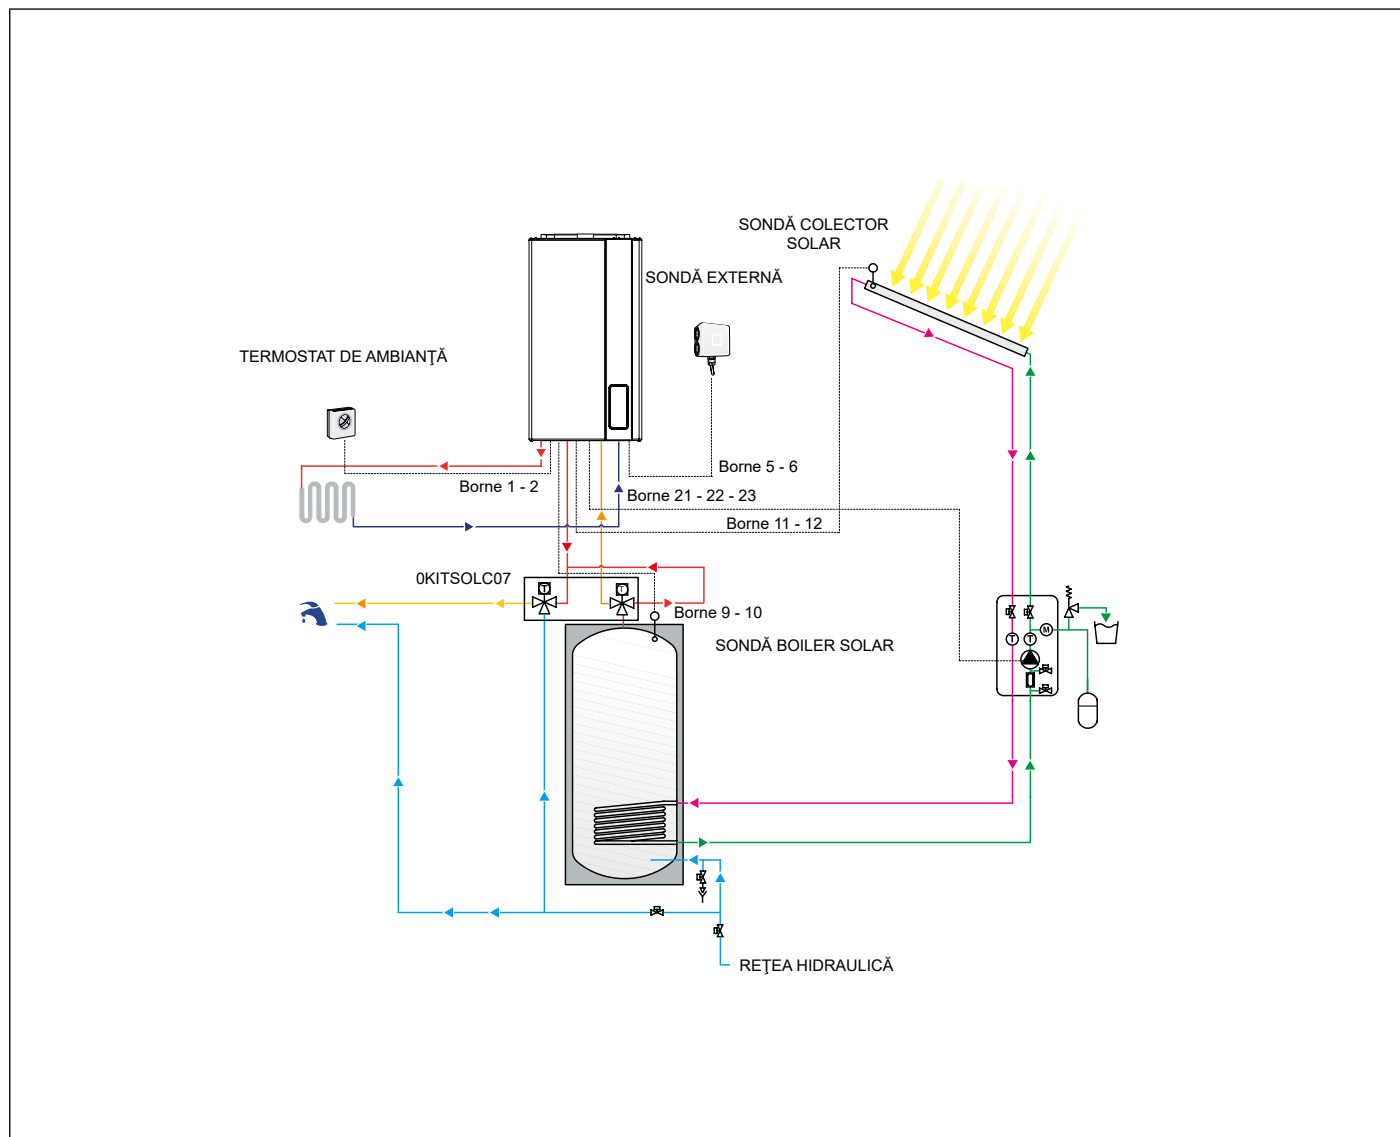 SONDĂ COLECTOR
SOLAR
SONDĂ EXTERNĂ
TERMOSTAT DE AMBIANŢĂ
Borne 5 - 6
Borne 1 - 2
Borne 21 - 22 - 23
Borne 11 - 12
0KITSOLC07
T
T
Borne 9 - 10
SONDĂ BOILER SOLAR
M
T
T
REŢEA HIDRAULICĂ